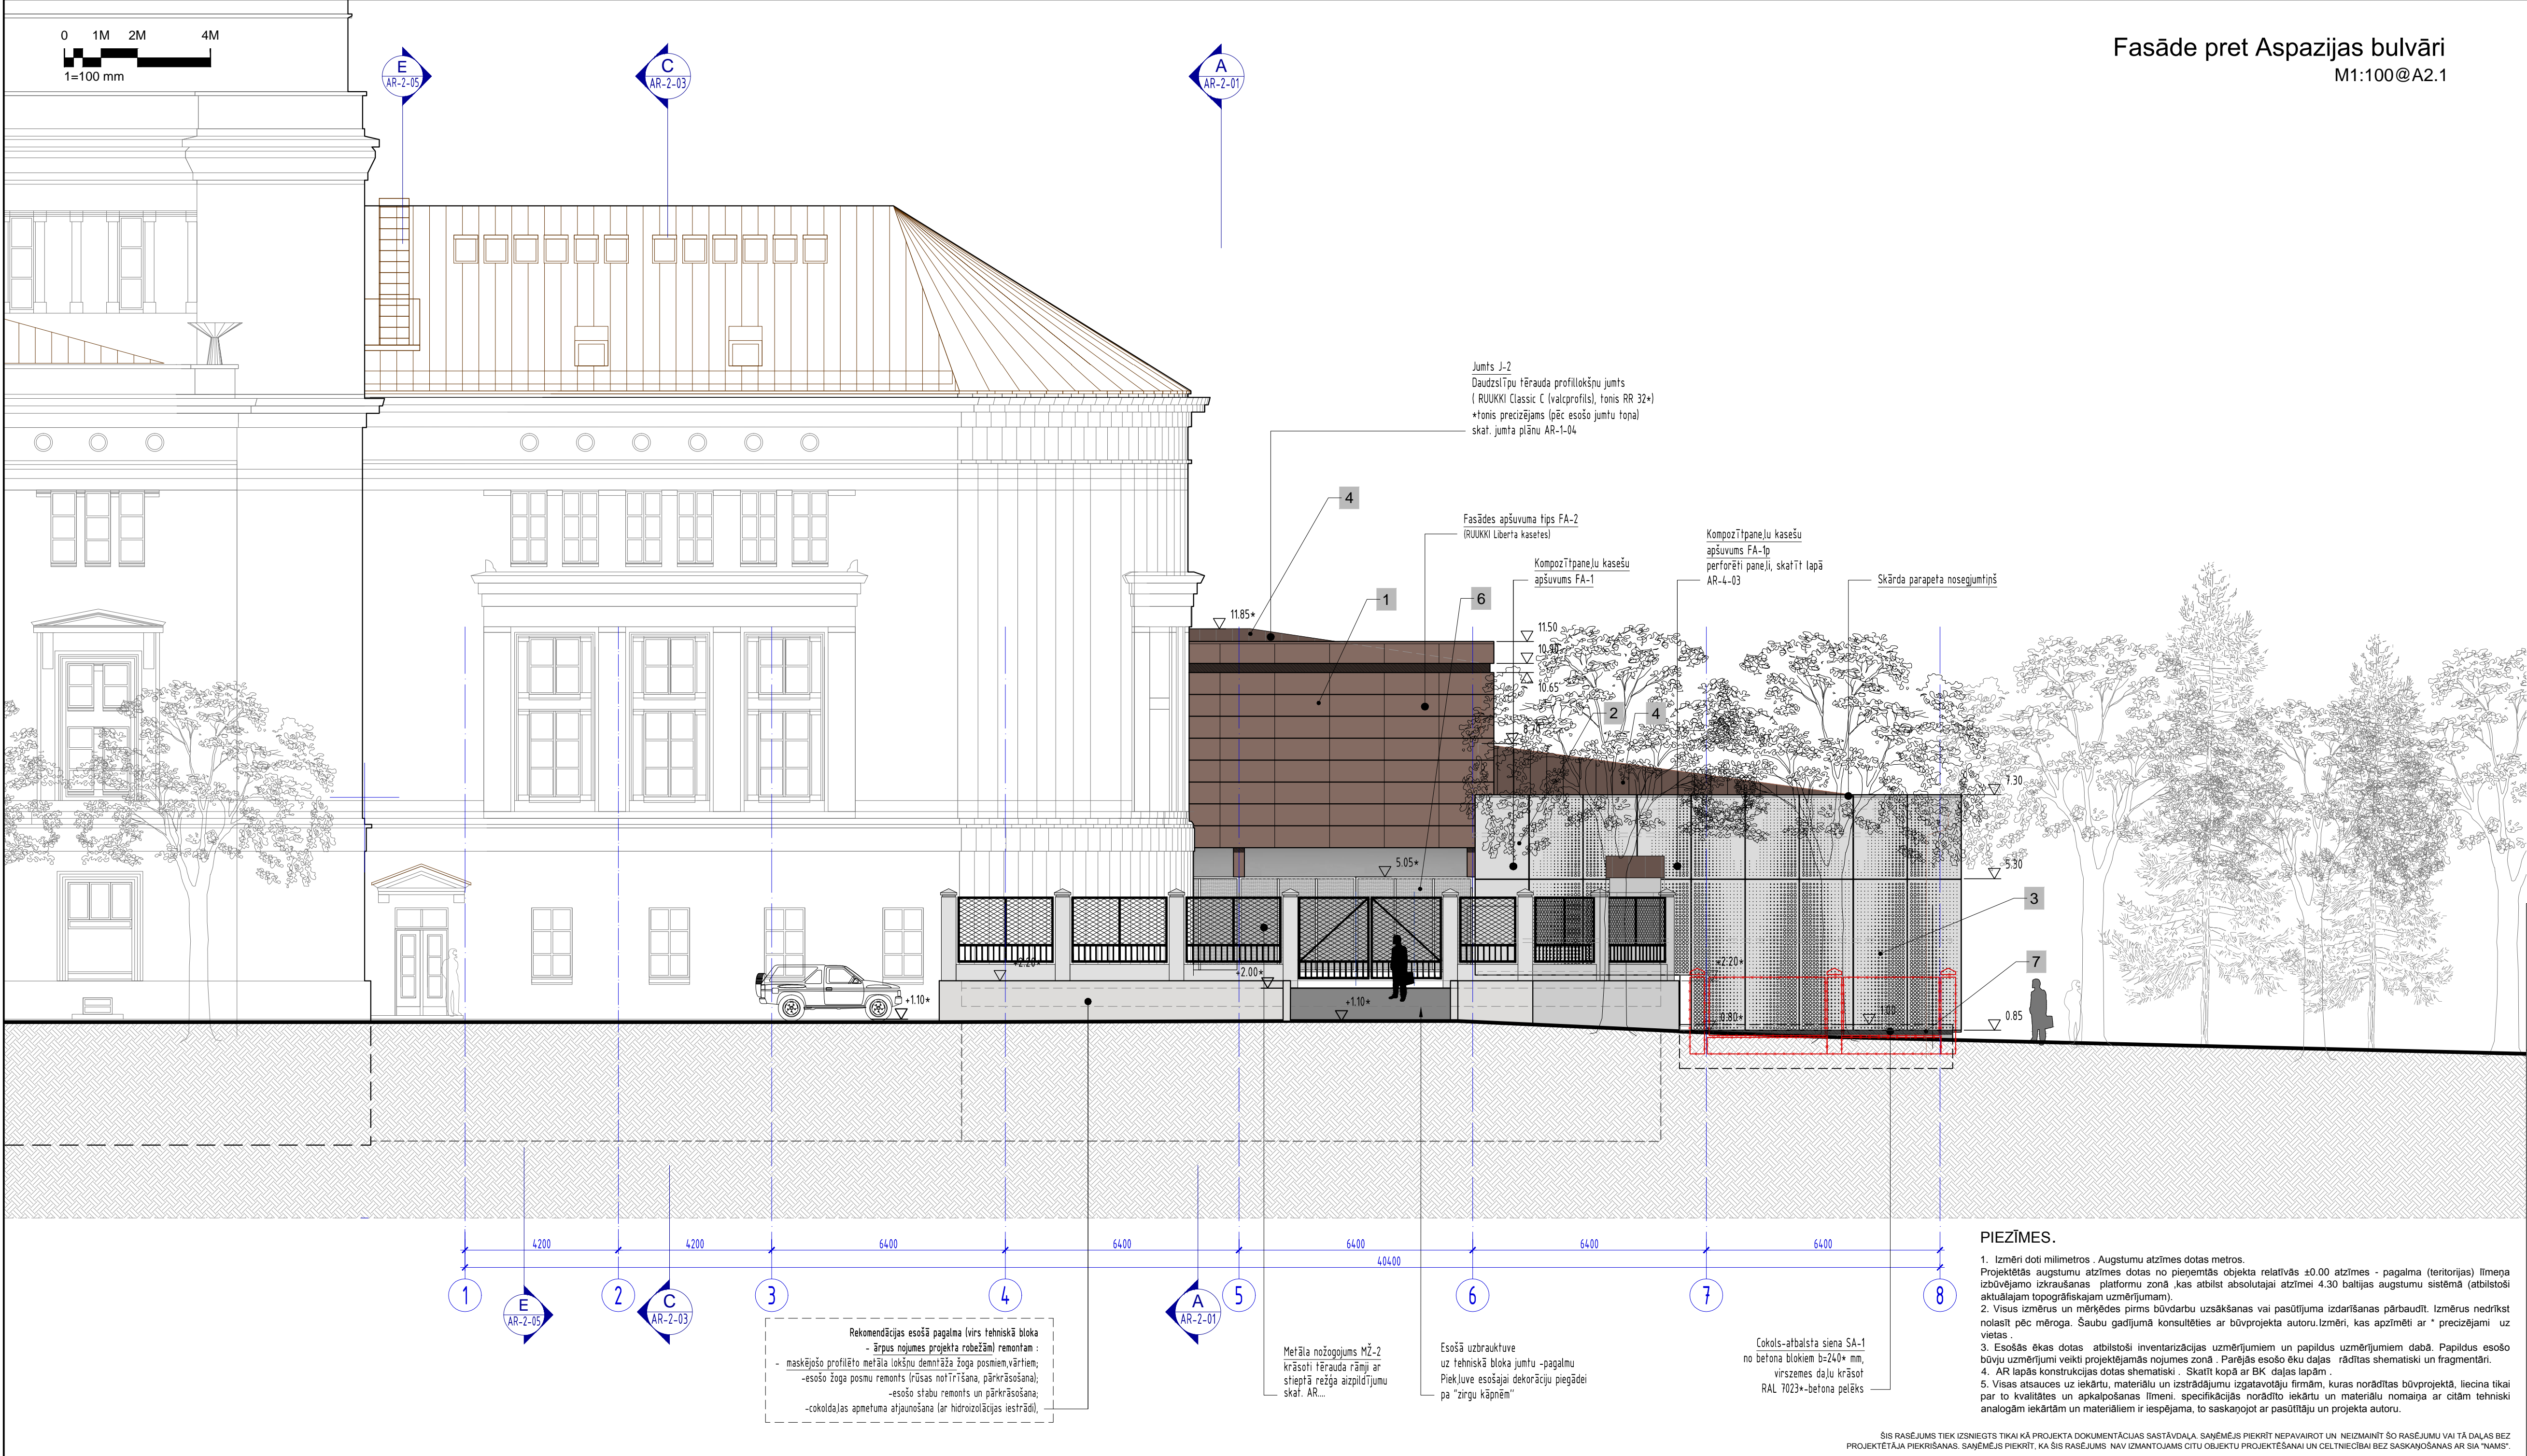 0 1M 2M 4M
1=100 mm
E
AR-2-05
C
AR-2-03
A
AR-2-01
Fasāde pret Aspazijas bulvāri
M1:100@A2.1
Jumts J-2
Daudzslīpu tērauda profillokšņu jumts
( RUUKKI Classic C (valcprofils), tonis RR 32*)
*tonis precizējams (pēc esošo jumtu toņa)
skat. jumta plānu AR-1-04
4
Fasādes apšuvuma tips FA-2
(RUUKKI Liberta kasetes)
Kompozītpaneļu kasešu
apšuvums FA-1
Kompozītpaneļu kasešu
apšuvums FA-1p
perforēti paneļi, skatīt lapā
AR-4-03
Skārda parapeta nosegjumtiņš
1
6
11.85*
11.50
10.90
10.65
2
4
8.70
7.30
5.05*
5.30
3
7
+2.20*
+2.00*
+1.10*
+1.10*
+2.20*
0.80*
1.00
0.85
4200 4200 6400 6400 6400 6400 6400
40400
1 2 3 4 5 6 7 8
E
AR-2-05
C
AR-2-03
A
AR-2-01
Rekomendācijas esošā pagalma (virs tehniskā bloka
- ārpus nojumes projekta robežām) remontam :
- maskējošo profilēto metāla lokšņu demntāža žoga posmiem,vārtiem;
-esošo žoga posmu remonts (rūsas notīrīšana, pārkrāsošana);
-esošo stabu remonts un pārkrāsošana;
-cokoldaļas apmetuma atjaunošana (ar hidroizolācijas iestrādi),
Metāla nožogojums MŽ-2
krāsoti tērauda rāmji ar
stieptā režģa aizpildījumu
skat. AR....
Esošā uzbrauktuve
uz tehniskā bloka jumtu -pagalmu
Piekļuve esošajai dekorāciju piegādei
pa "zirgu kāpnēm"
Cokols-atbalsta siena SA-1
no betona blokiem b=240* mm,
virszemes daļu krāsot
RAL 7023*-betona pelēks
PIEZĪMES.
1. Izmēri doti milimetros . Augstumu atzīmes dotas metros.
Projektētās augstumu atzīmes dotas no pieņemtās objekta relatīvās ±0.00 atzīmes - pagalma (teritorijas) līmeņa
izbūvējamo izkraušanas platformu zonā ,kas atbilst absolutajai atzīmei 4.30 baltijas augstumu sistēmā (atbilstoši
aktuālajam topogrāfiskajam uzmērījumam).
2. Visus izmērus un mērķēdes pirms būvdarbu uzsākšanas vai pasūtījuma izdarīšanas pārbaudīt. Izmērus nedrīkst
nolasīt pēc mēroga. Šaubu gadījumā konsultēties ar būvprojekta autoru.Izmēri, kas apzīmēti ar * precizējami uz
vietas .
3. Esošās ēkas dotas atbilstoši inventarizācijas uzmērījumiem un papildus uzmērījumiem dabā. Papildus esošo
būvju uzmērījumi veikti projektējamās nojumes zonā . Parējās esošo ēku daļas rādītas shematiski un fragmentāri.
4. AR lapās konstrukcijas dotas shematiski . Skatīt kopā ar BK daļas lapām .
5. Visas atsauces uz iekārtu, materiālu un izstrādājumu izgatavotāju firmām, kuras norādītas būvprojektā, liecina tikai
par to kvalitātes un apkalpošanas līmeni. specifikācijās norādīto iekārtu un materiālu nomaiņa ar citām tehniski
analogām iekārtām un materiāliem ir iespējama, to saskaņojot ar pasūtītāju un projekta autoru.
ŠIS RASĒJUMS TIEK IZSNIEGTS TIKAI KĀ PROJEKTA DOKUMENTĀCIJAS SASTĀVDAĻA. SAŅĒMĒJS PIEKRĪT NEPAVAIROT UN NEIZMAINĪT ŠO RASĒJUMU VAI TĀ DAĻAS BEZ
PROJEKTĒTĀJA PIEKRIŠANAS. SAŅĒMĒJS PIEKRĪT, KA ŠIS RASĒJUMS NAV IZMANTOJAMS CITU OBJEKTU PROJEKTĒŠANAI UN CELTNIECĪBAI BEZ SASKAŅOŠANAS AR SIA "NAMS".